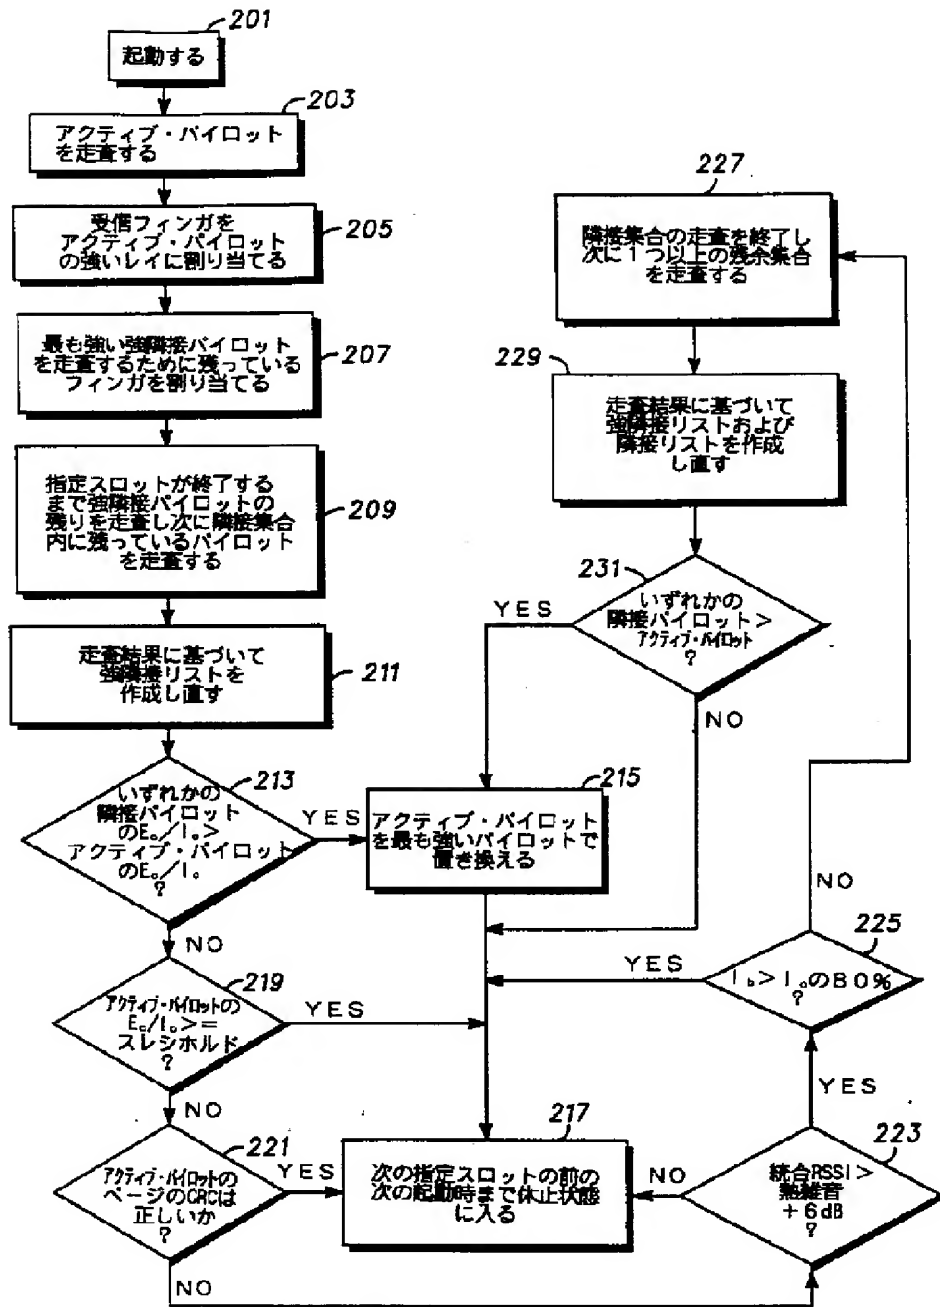 201
起動する
203
アクティブ・パイロット
を走査する
受信フィンガを
アクティブ・パイロット
の強いレイに割り当てる
205
最も強い強隣接パイロット
を走査するために残っている
フィンガを割り当てる
207
指定スロットが終了する
まで強隣接パイロットの
残りを走査し次に隣接集合
内に残っているパイロット
を走査する
209
走査結果に基づいて
強隣接リストを
作成し直す
211
213
いずれかの
隣接パイロット
のEc/Io>
アクティブ・パイロット
のEc/Io
?
YES
NO
215
アクティブ・パイロット
を最も強いパイロットで
置き換える
219
アクティブ・パイロットの
Ec/Io>=
スレシホルド
?
YES
NO
221
アクティブ・パイロットの
ページのCRCは
正しいか
?
YES
NO
217
次の指定スロットの前の
次の起動時まで休止状態
に入る
223
統合RSSI>
熱雑音
+6dB
?
NO
YES
225
Ib>Ioの80%
?
YES
NO
227
隣接集合の走査を終了し
次に1つ以上の残余集合
を走査する
229
走査結果に基づいて
強隣接リストおよび
隣接リストを作成
し直す
231
いずれかの
隣接パイロット>
アクティブ・パイロット
?
YES
NO